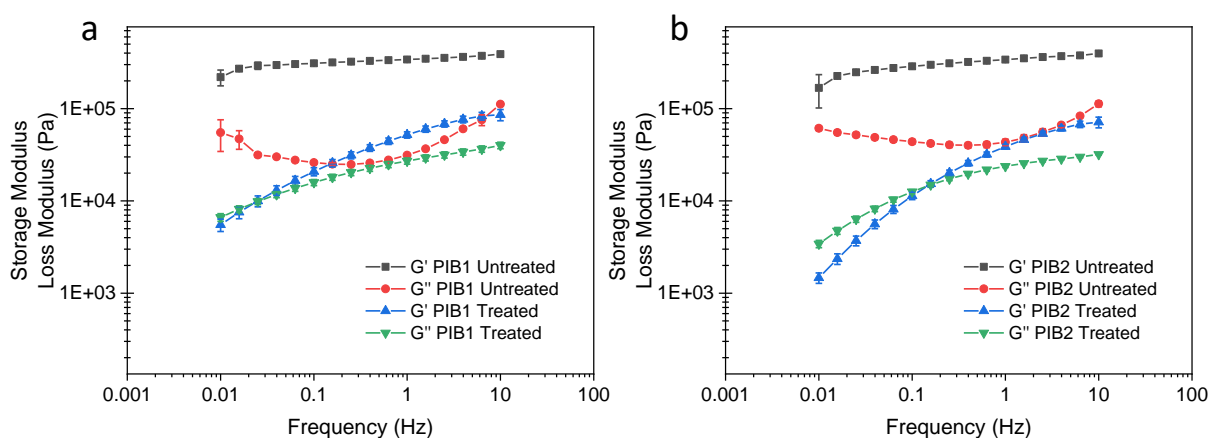 a
1E+05
1E+04
1E+03
Storage Modulus
Loss Modulus (Pa)
G' PIB1 Untreated
G'' PIB1 Untreated
G' PIB1 Treated
G'' PIB1 Treated
0.001 0.01 0.1 1 10 100
Frequency (Hz)
b
1E+05
1E+04
1E+03
Storage Modulus
Loss Modulus (Pa)
G' PIB2 Untreated
G'' PIB2 Untreated
G' PIB2 Treated
G'' PIB2 Treated
0.001 0.01 0.1 1 10 100
Frequency (Hz)